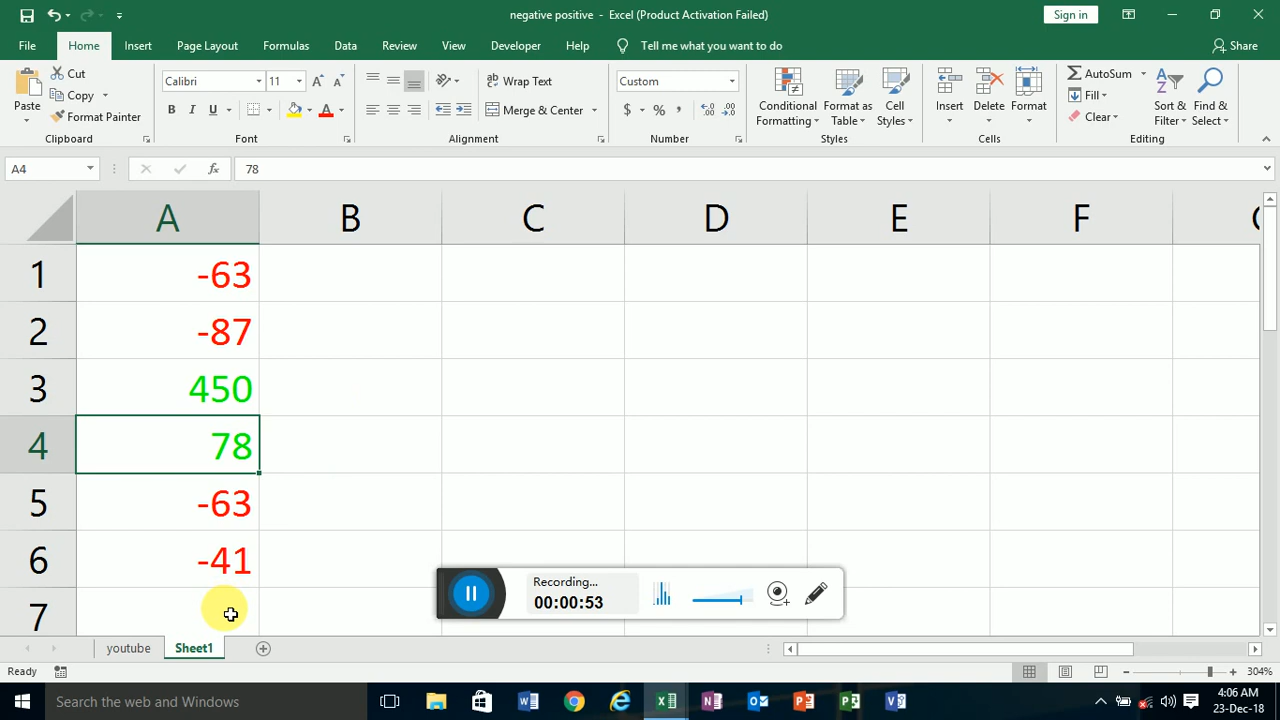 negative positive - Excel (Product Activation Failed)
Sign in
File Home Insert Page Layout Formulas Data Review View Developer Help Tell me what you want to do Share
Paste
Cut
Copy
Format Painter
Clipboard
Calibri 11
B I U
Font
Wrap Text
Merge & Center
Alignment
Custom
$ % ,
Number
Conditional Formatting
Format as Table
Cell Styles
Styles
Insert Delete Format
Cells
AutoSum
Fill
Clear
Sort & Filter
Find & Select
Editing
A4 fx 78
A B C D E F
1 -63
2 -87
3 450
4 78
5 -63
6 -41
7
Recording...
00:00:53
youtube Sheet1
Ready 304%
Search the web and Windows
4:06 AM
23-Dec-18